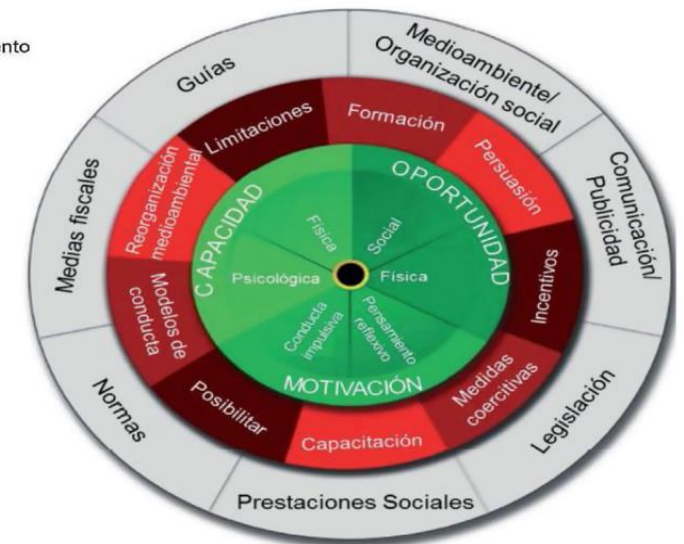 ento
Guías
Medioambiente/
Organización social
Comunicación/
Publicidad
Legislación
Prestaciones Sociales
Normas
Medias fiscales
Limitaciones
Formación
Persuasión
Incentivos
Medidas
coercitivas
Capacitación
Posibilitar
Modelos de
conducta
Reorganización
medioambiental
CAPACIDAD
OPORTUNIDAD
MOTIVACIÓN
Física
Social
Psicológica
Física
Conducta
impulsiva
Pensamiento
reflexivo